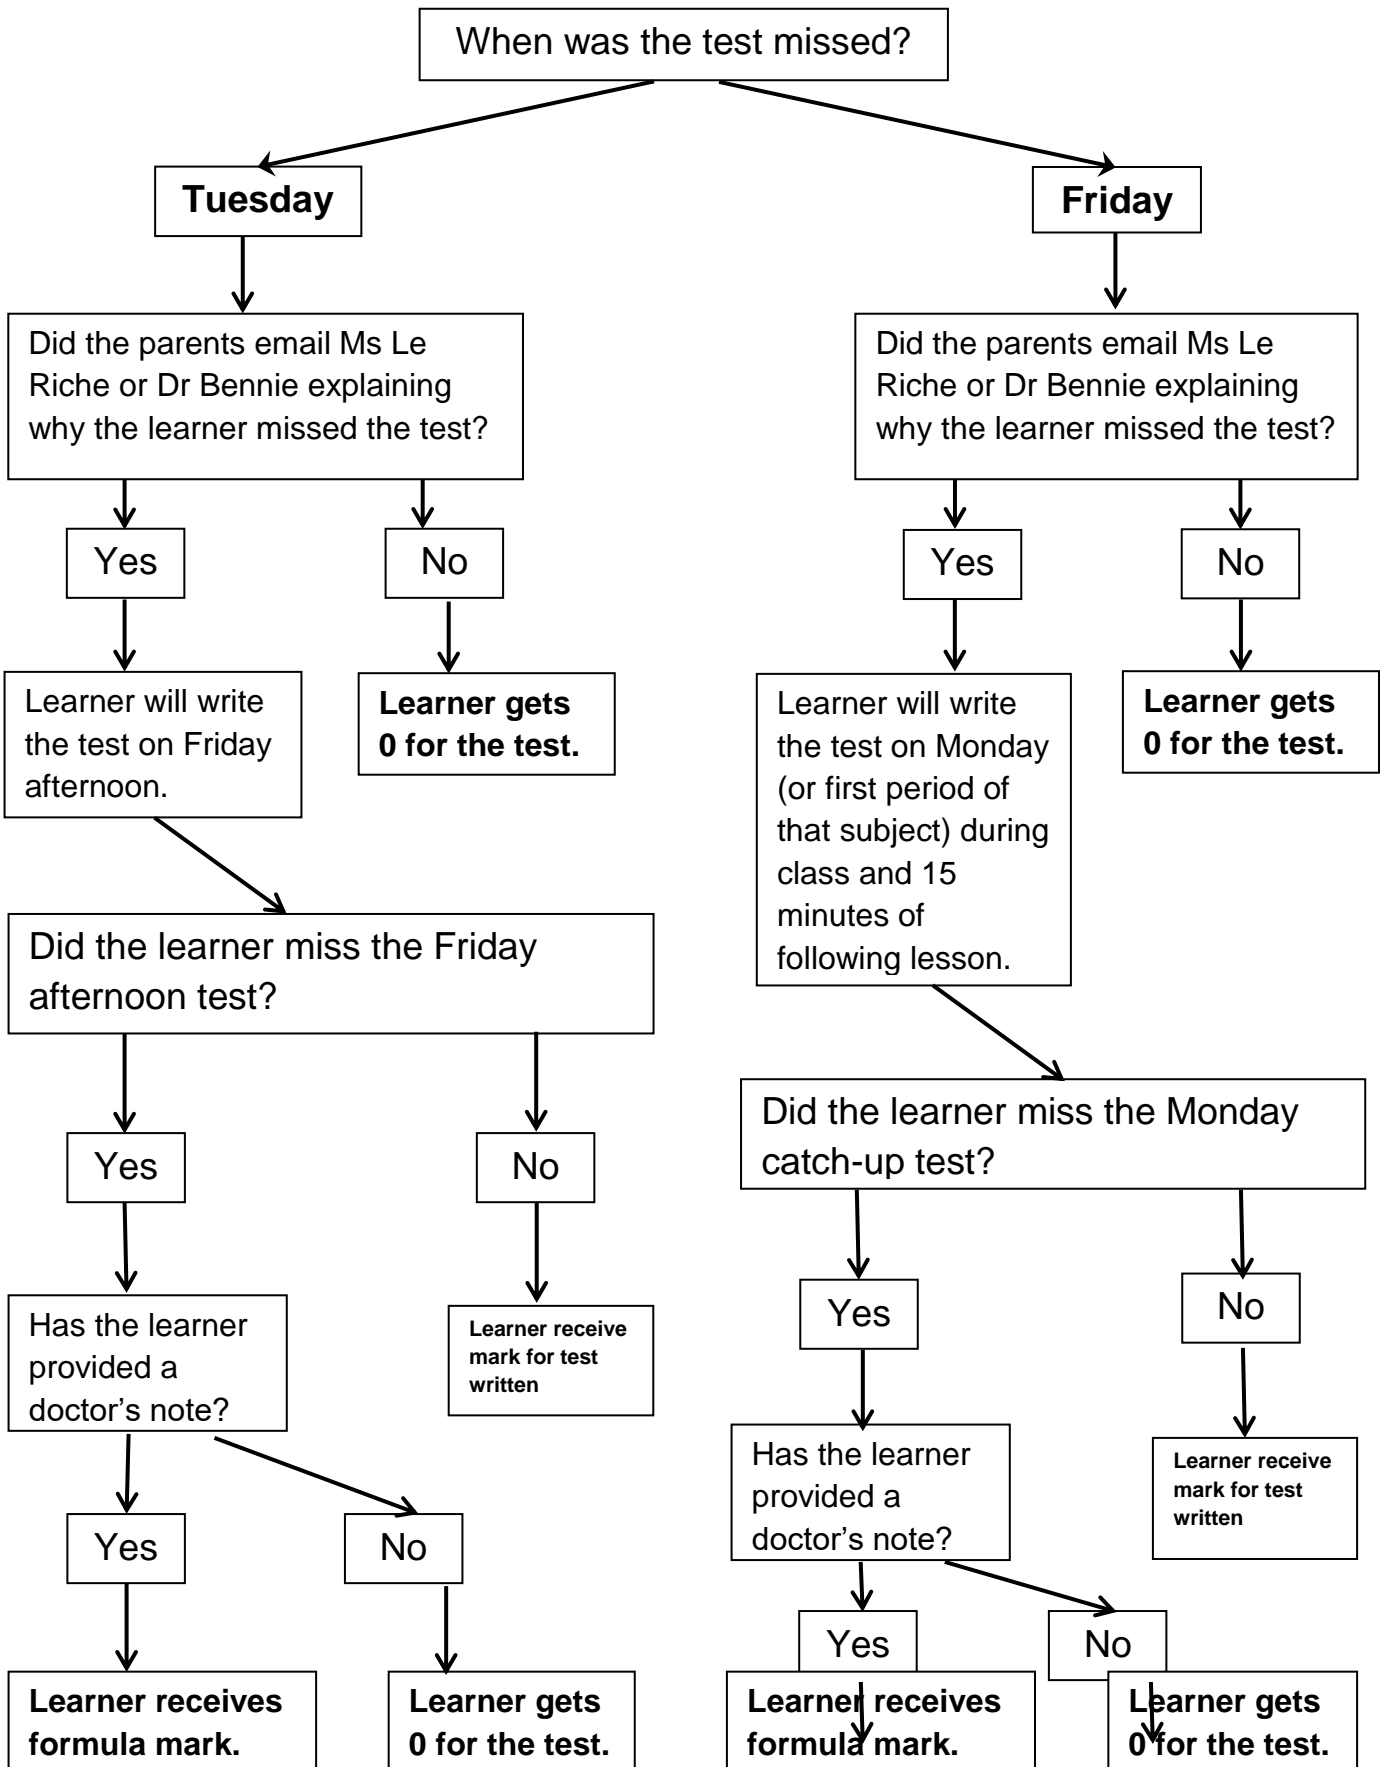 When was the test missed?
Tuesday
Friday
Did the parents email Ms Le
Riche or Dr Bennie explaining
why the learner missed the test?
Did the parents email Ms Le
Riche or Dr Bennie explaining
why the learner missed the test?
Yes
No
Yes
No
Learner will write
the test on Friday
afternoon.
Learner gets
0 for the test.
Learner will write
the test on Monday
(or first period of
that subject) during
class and 15
minutes of
following lesson.
Learner gets
0 for the test.
Did the learner miss the Friday
afternoon test?
Did the learner miss the Monday
catch-up test?
Yes
No
Yes
No
Has the learner
provided a
doctor’s note?
Learner receive
mark for test
written
Has the learner
provided a
doctor’s note?
Learner receive
mark for test
written
Yes
No
Yes
No
Learner receives
formula mark.
Learner gets
0 for the test.
Learner receives
formula mark.
Learner gets
0 for the test.